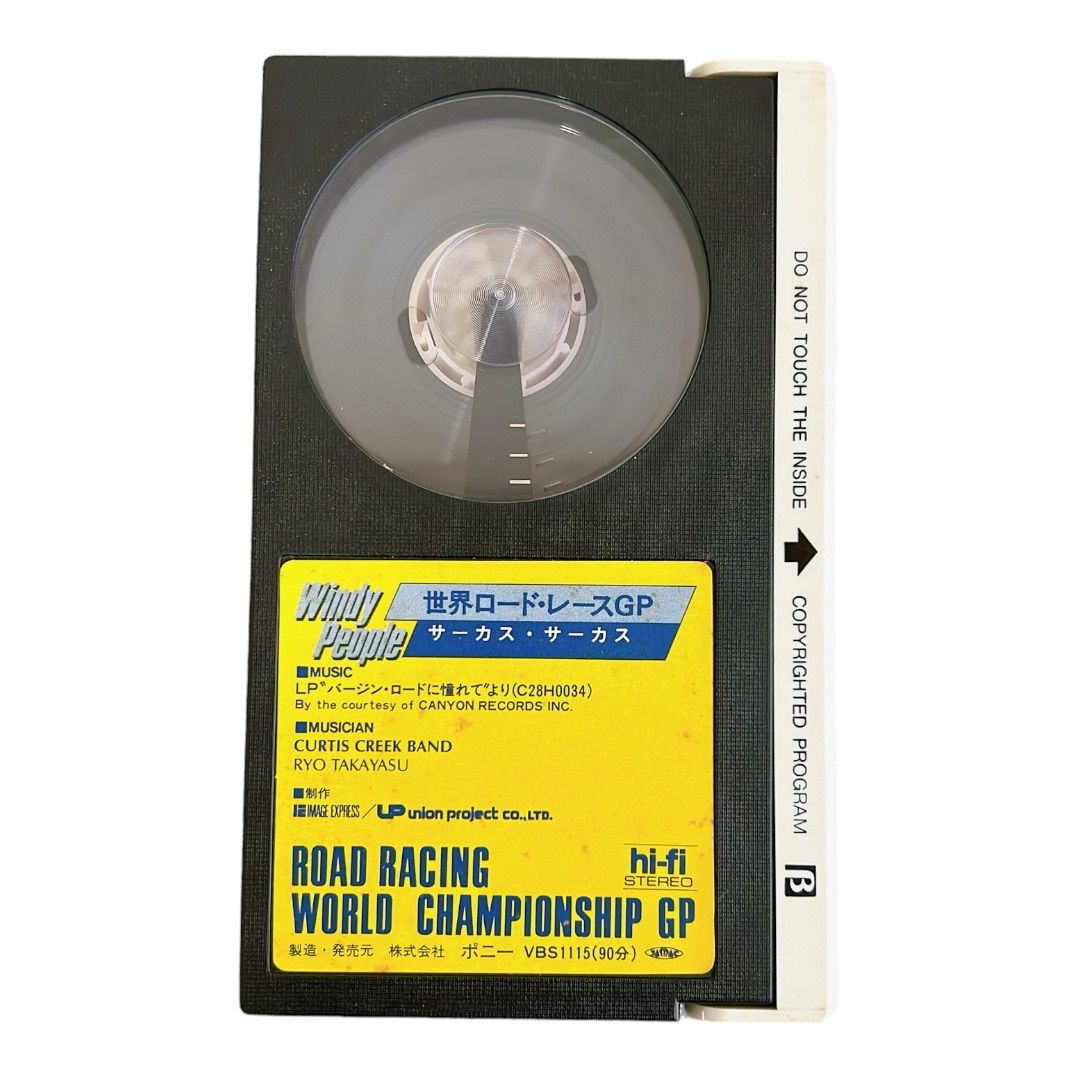 Windy
People
世界ロード・レースGP
サーカス・サーカス
■MUSIC
LP"バージン・ロードに憧れて"より(C28H0034)
By the courtesy of CANYON RECORDS INC.
■MUSICIAN
CURTIS CREEK BAND
RYO TAKAYASU
■制作
IE IMAGE EXPRESS / UP union project CO.,LTD.
ROAD RACING
WORLD CHAMPIONSHIP GP
hi-fi
STEREO
製造・発売元 株式会社 ポニー VBS1115(90分)
DO NOT TOUCH THE INSIDE
COPYRIGHTED PROGRAM
β